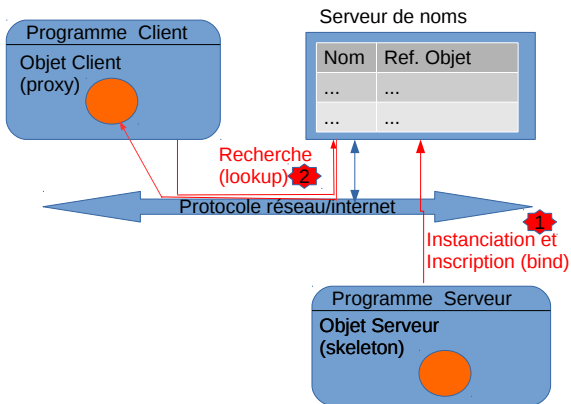 Serveur de noms
Programme Client
Objet Client
(proxy)
Nom Ref. Objet
... ...
... ...
Recherche
(lookup) 2
Protocole réseau/internet
1
Instanciation et
Inscription (bind)
Programme Serveur
Objet Serveur
(skeleton)